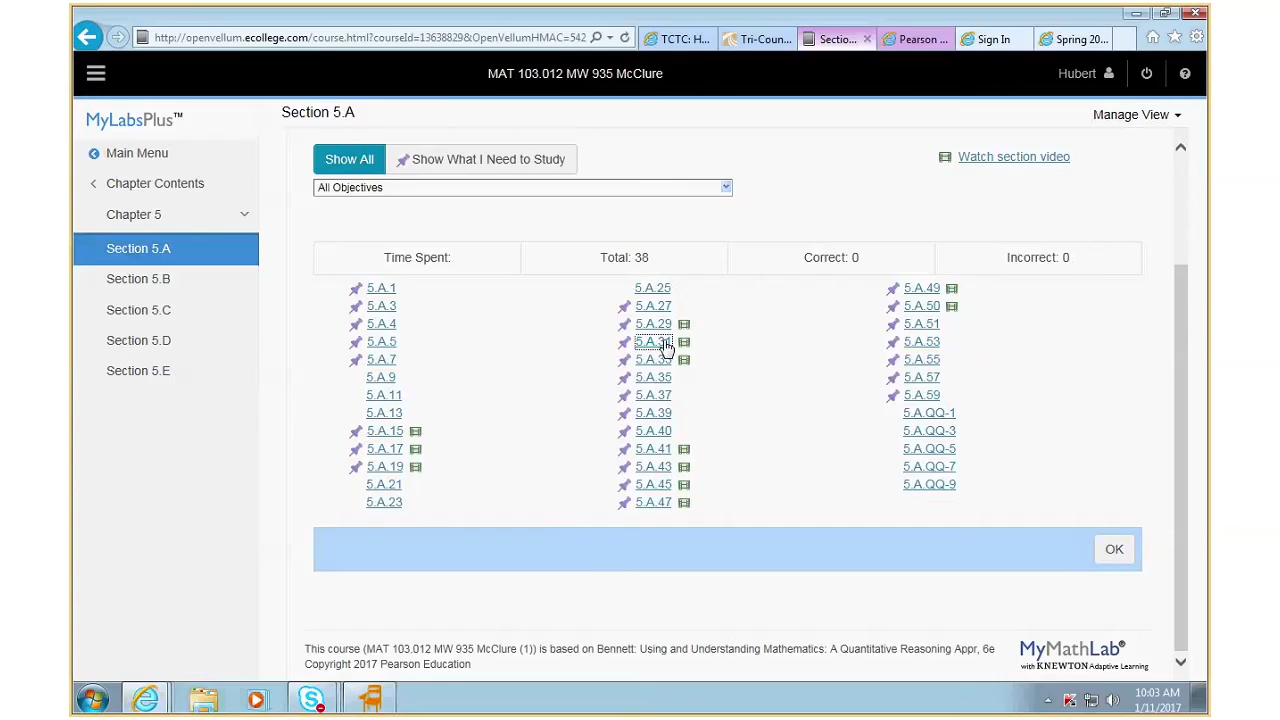 http://openvellum.ecollege.com/course.html?courseId=13638829&OpenVellumHMAC=542
TCTC: H...
Tri-Coun...
Sectio...
Pearson ...
Sign In
Spring 20...
MAT 103.012 MW 935 McClure
Hubert
MyLabsPlus™
Section 5.A
Manage View
Main Menu
Chapter Contents
Chapter 5
Section 5.A
Section 5.B
Section 5.C
Section 5.D
Section 5.E
Show All
Show What I Need to Study
Watch section video
All Objectives
Time Spent:
Total: 38
Correct: 0
Incorrect: 0
5.A.1
5.A.3
5.A.4
5.A.5
5.A.7
5.A.9
5.A.11
5.A.13
5.A.15
5.A.17
5.A.19
5.A.21
5.A.23
5.A.25
5.A.27
5.A.29
5.A.31
5.A.33
5.A.35
5.A.37
5.A.39
5.A.40
5.A.41
5.A.43
5.A.45
5.A.47
5.A.49
5.A.50
5.A.51
5.A.53
5.A.55
5.A.57
5.A.59
5.A.QQ-1
5.A.QQ-3
5.A.QQ-5
5.A.QQ-7
5.A.QQ-9
OK
This course (MAT 103.012 MW 935 McClure (1)) is based on Bennett: Using and Understanding Mathematics: A Quantitative Reasoning Appr, 6e
Copyright 2017 Pearson Education
MyMathLab®
with KNEWTON Adaptive Learning
10:03 AM
1/11/2017